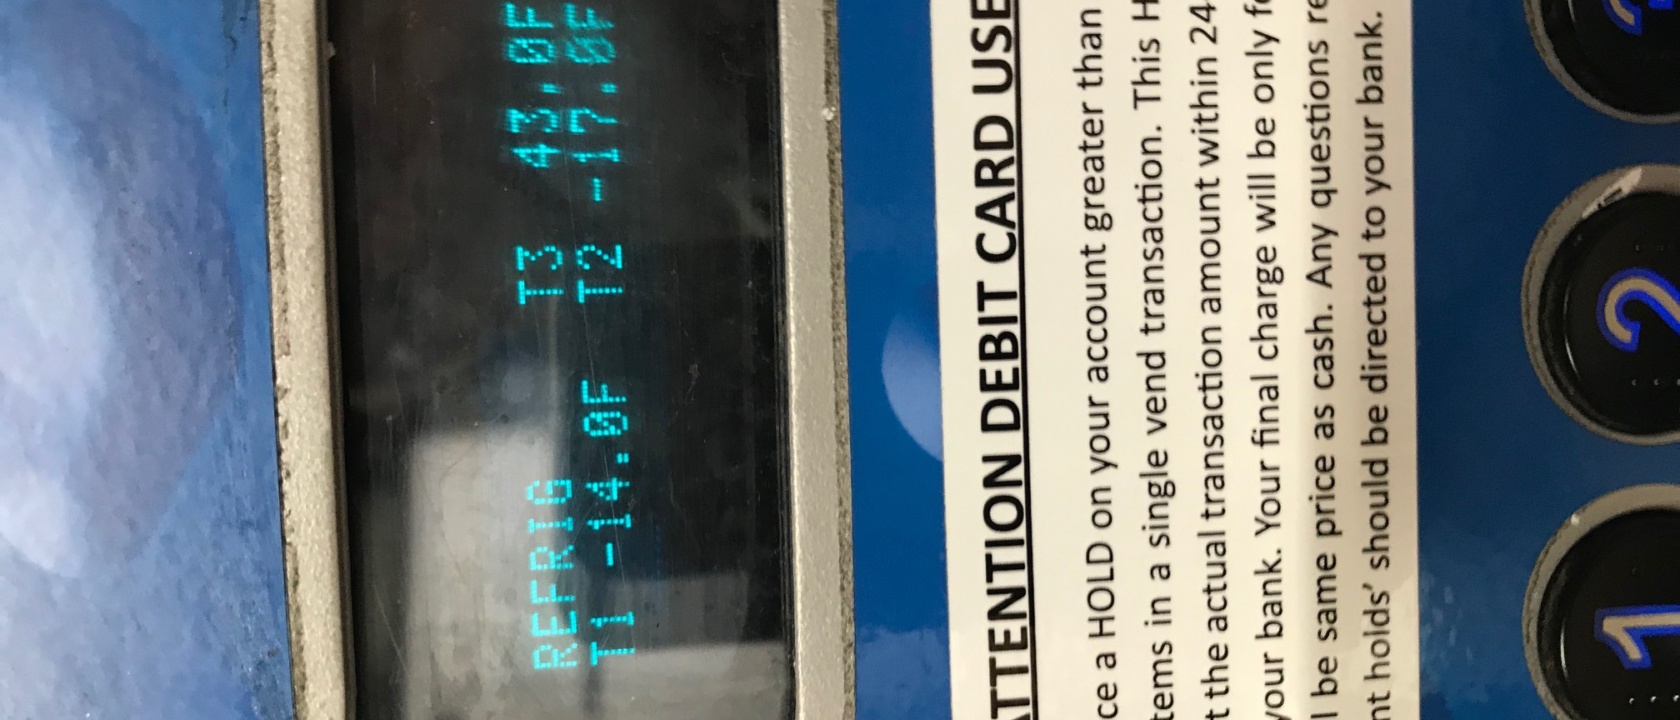 REFRIG T3 43.0F
T1 -14.0F T2 -17.0F
ATTENTION DEBIT CARD USE
ce a HOLD on your account greater than
tems in a single vend transaction. This H
t the actual transaction amount within 24
your bank. Your final charge will be only fo
l be same price as cash. Any questions re
nt holds' should be directed to your bank.
1
2